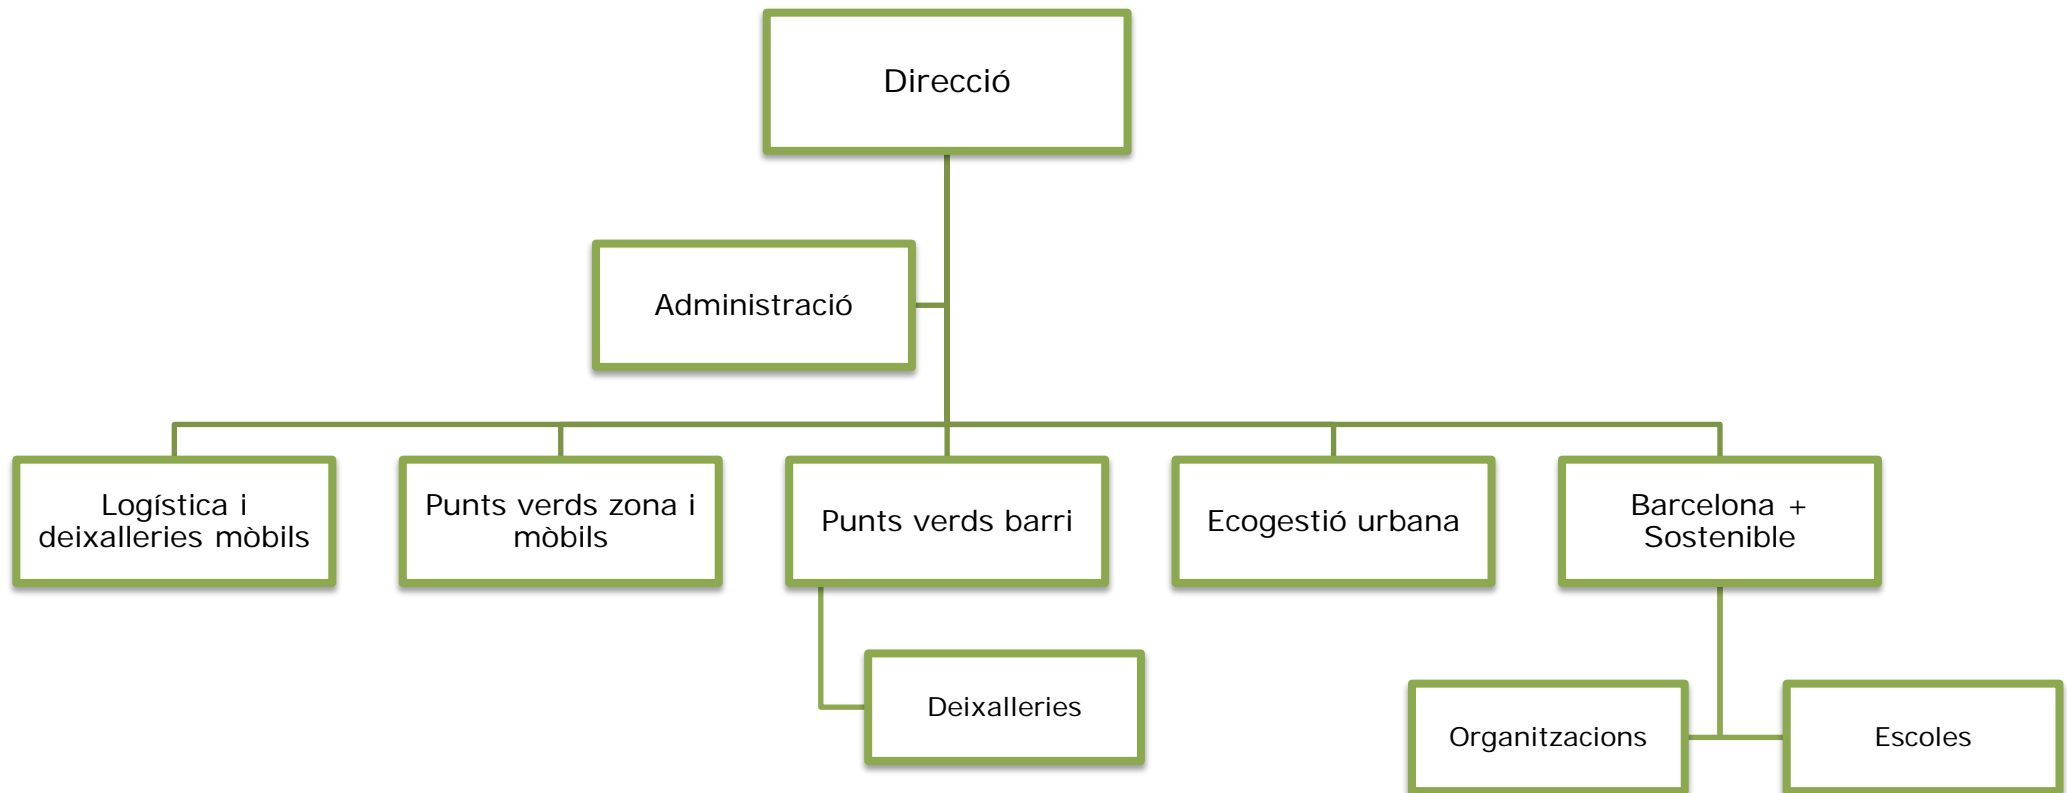 Direcció
Administració
Logística i
deixalleries mòbils
Punts verds zona i
mòbils
Punts verds barri
Ecogestió urbana
Barcelona +
Sostenible
Deixalleries
Organitzacions
Escoles